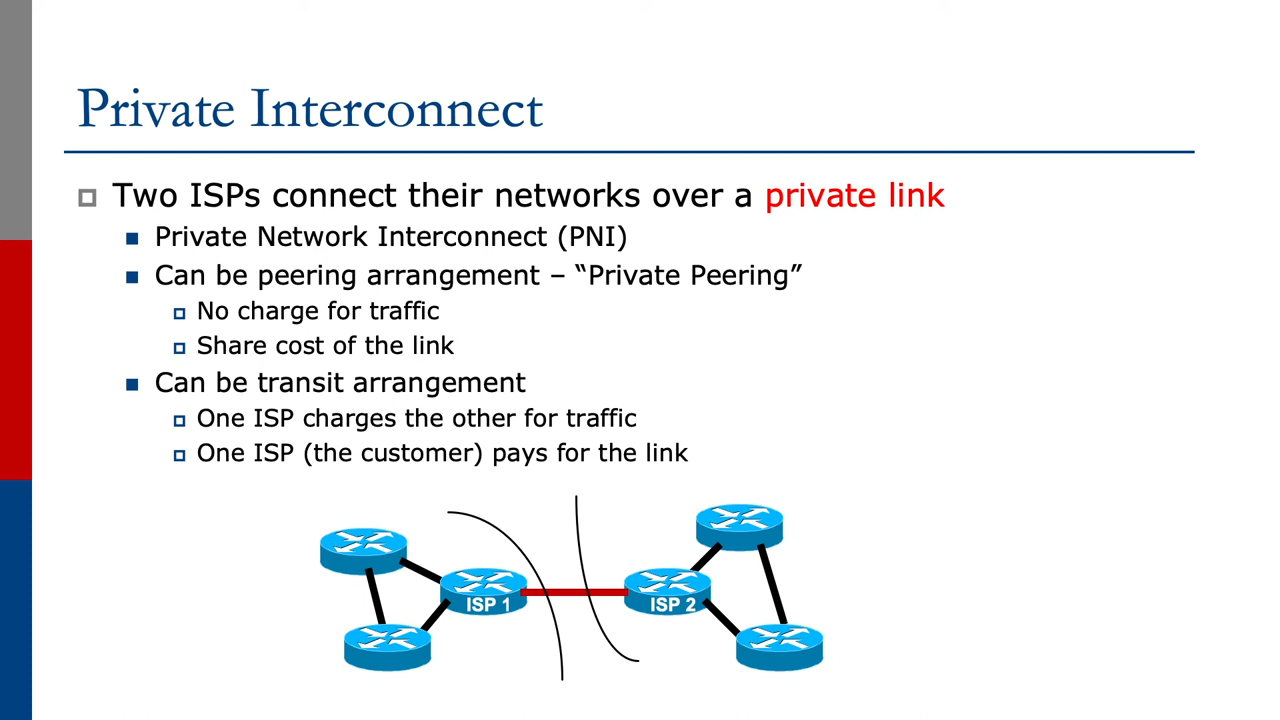 Private Interconnect
Two ISPs connect their networks over a private link
Private Network Interconnect (PNI)
Can be peering arrangement – “Private Peering”
No charge for traffic
Share cost of the link
Can be transit arrangement
One ISP charges the other for traffic
One ISP (the customer) pays for the link
ISP 1
ISP 2